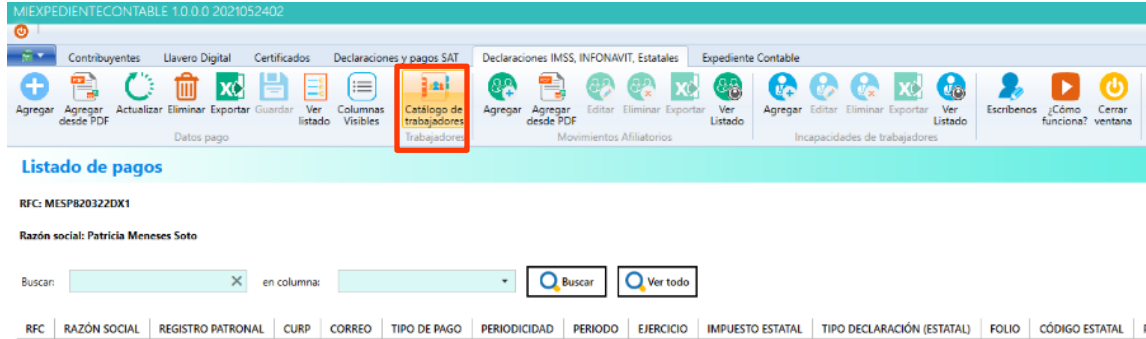 MIEXPEDIENTECONTABLE 1.0.0.0 2021052402
Contribuyentes Llavero Digital Certificados Declaraciones y pagos SAT Declaraciones IMSS, INFONAVIT, Estatales Expediente Contable
Agregar Agregar desde PDF Actualizar Eliminar Exportar Guardar Ver listado Columnas Visibles Catálogo de trabajadores Agregar Agregar desde PDF Editar Eliminar Exportar Ver Listado Agregar Editar Eliminar Exportar Ver Listado Escríbenos ¿Cómo funciona? Cerrar ventana
Datos pago Trabajadores Movimientos Afiliatorios Incapacidades de trabajadores
Listado de pagos
RFC: MESP820322DX1
Razón social: Patricia Meneses Soto
Buscar: en columna: Buscar Ver todo
RFC RAZÓN SOCIAL REGISTRO PATRONAL CURP CORREO TIPO DE PAGO PERIODICIDAD PERIODO EJERCICIO IMPUESTO ESTATAL TIPO DECLARACIÓN (ESTATAL) FOLIO CÓDIGO ESTATAL